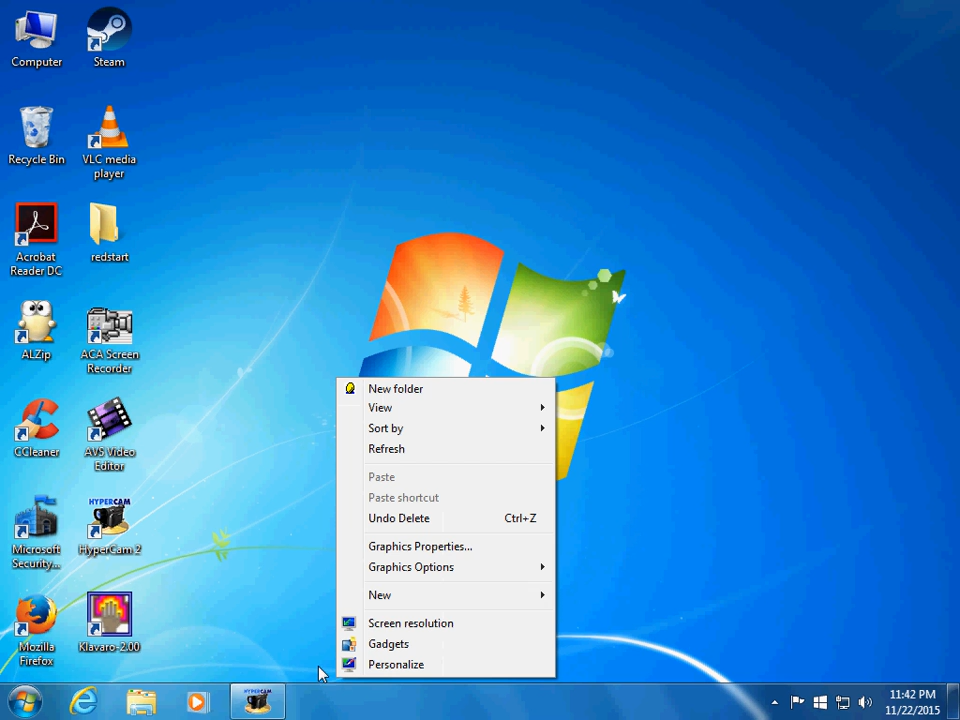 Computer
Steam
Recycle Bin
VLC media
player
Acrobat
Reader DC
redstart
ALZip
ACA Screen
Recorder
CCleaner
AVS Video
Editor
Microsoft
Security...
HYPERCAM
HyperCam 2
Mozilla
Firefox
Klavaro-2.00
New folder
View
Sort by
Refresh
Paste
Paste shortcut
Undo Delete Ctrl+Z
Graphics Properties...
Graphics Options
New
Screen resolution
Gadgets
Personalize
HYPERCAM
11:42 PM
11/22/2015